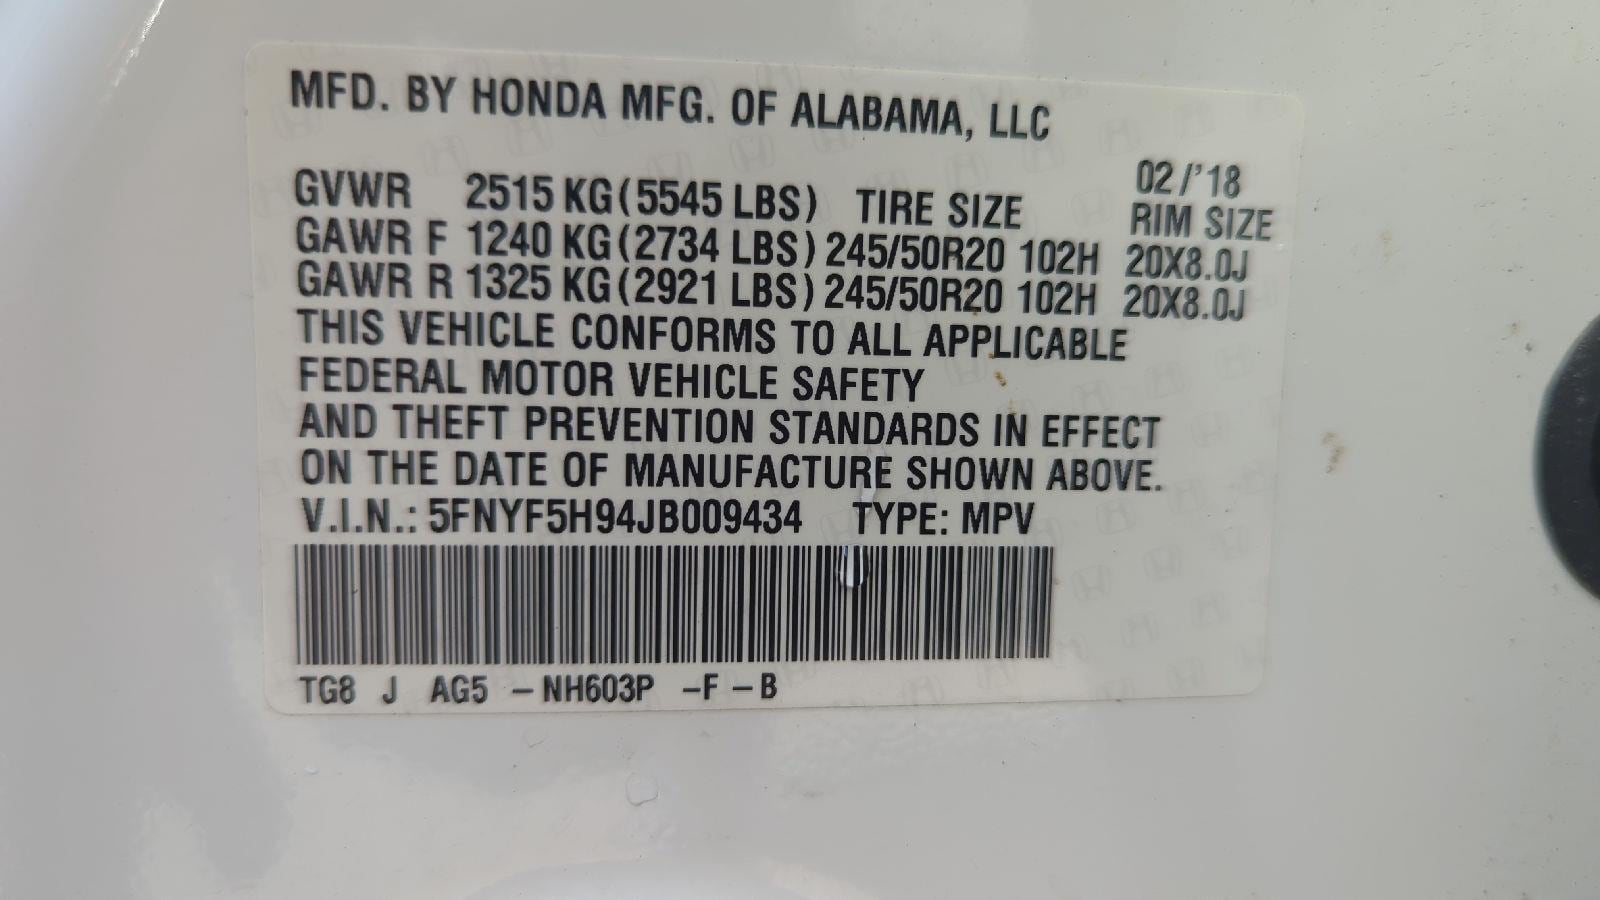 MFD. BY HONDA MFG. OF ALABAMA, LLC
02/'18
GVWR 2515 KG(5545 LBS) TIRE SIZE RIM SIZE
GAWR F 1240 KG(2734 LBS) 245/50R20 102H 20X8.0J
GAWR R 1325 KG(2921 LBS) 245/50R20 102H 20X8.0J
THIS VEHICLE CONFORMS TO ALL APPLICABLE
FEDERAL MOTOR VEHICLE SAFETY
AND THEFT PREVENTION STANDARDS IN EFFECT
ON THE DATE OF MANUFACTURE SHOWN ABOVE.
V.I.N.: 5FNYF5H94JB009434 TYPE: MPV
TG8 J AG5 – NH603P –F – B